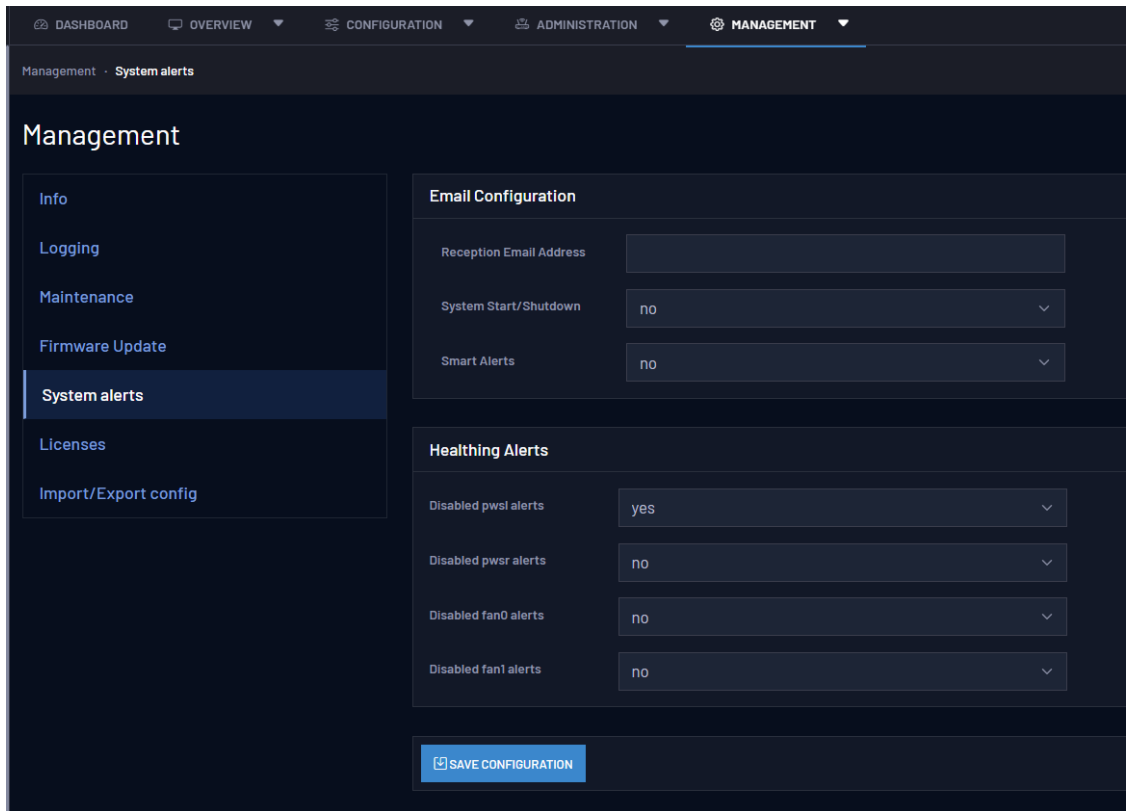 DASHBOARD OVERVIEW CONFIGURATION ADMINISTRATION MANAGEMENT
Management · System alerts
Management
Info
Logging
Maintenance
Firmware Update
System alerts
Licenses
Import/Export config
Email Configuration
Reception Email Address
System Start/Shutdown no
Smart Alerts no
Healthing Alerts
Disabled pwsl alerts yes
Disabled pwsr alerts no
Disabled fan0 alerts no
Disabled fan1 alerts no
SAVE CONFIGURATION